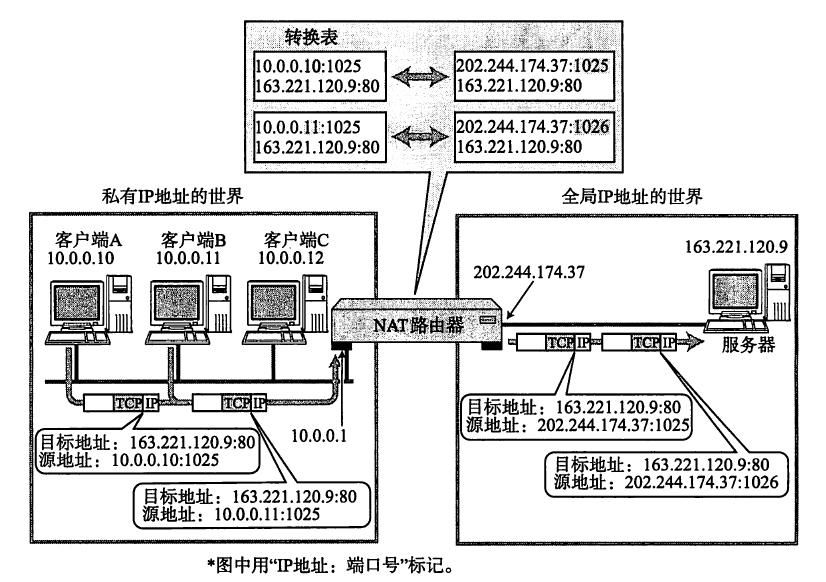 转换表
10.0.0.10:1025
163.221.120.9:80
202.244.174.37:1025
163.221.120.9:80
10.0.0.11:1025
163.221.120.9:80
202.244.174.37:1026
163.221.120.9:80
私有IP地址的世界
全局IP地址的世界
客户端A
10.0.0.10
客户端B
10.0.0.11
客户端C
10.0.0.12
163.221.120.9
202.244.174.37
NAT路由器
服务器
TCP IP
TCP IP
TCP IP
TCP IP
10.0.0.1
目标地址：163.221.120.9:80
源地址：10.0.0.10:1025
目标地址：163.221.120.9:80
源地址：10.0.0.11:1025
目标地址：163.221.120.9:80
源地址：202.244.174.37:1025
目标地址：163.221.120.9:80
源地址：202.244.174.37:1026
*图中用“IP地址：端口号”标记。